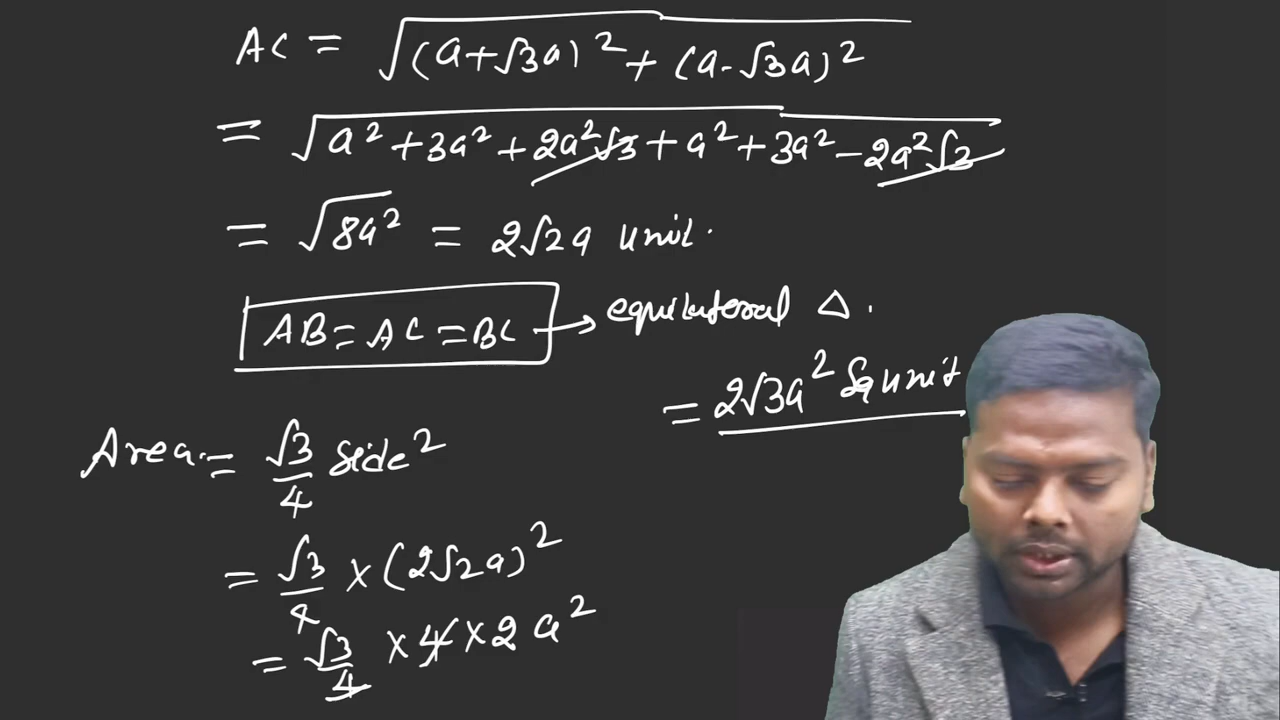 AC = √(a+√3a)² + (a-√3a)²
= √a² + 3a² + 2a²√3 + a² + 3a² - 2a²√3
= √8a² = 2√2a unit.
AB = AC = BC → equilateral Δ.
= 2√3a² Sq unit
Area = √3/4 side²
= √3/4 × (2√2a)²
= √3/4 × 4 × 2a²